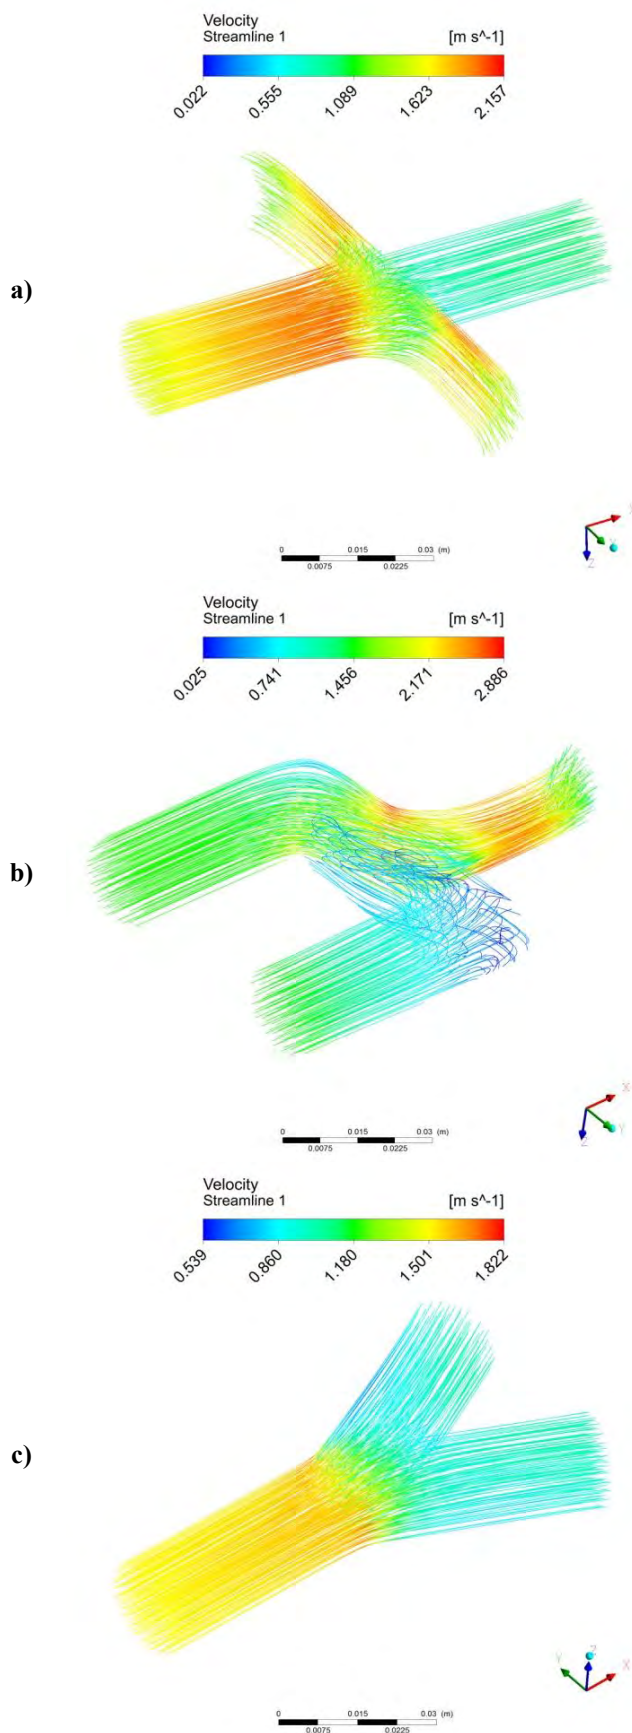 Velocity
Streamline 1 [m s^-1]
0.022 0.555 1.089 1.623 2.157
a)
X
Z
0 0.015 0.03 (m)
0.0075 0.0225
Velocity
Streamline 1 [m s^-1]
0.025 0.741 1.456 2.171 2.886
b)
X
Y
Z
0 0.015 0.03 (m)
0.0075 0.0225
Velocity
Streamline 1 [m s^-1]
0.539 0.860 1.180 1.501 1.822
c)
Y Z X
0 0.015 0.03 (m)
0.0075 0.0225